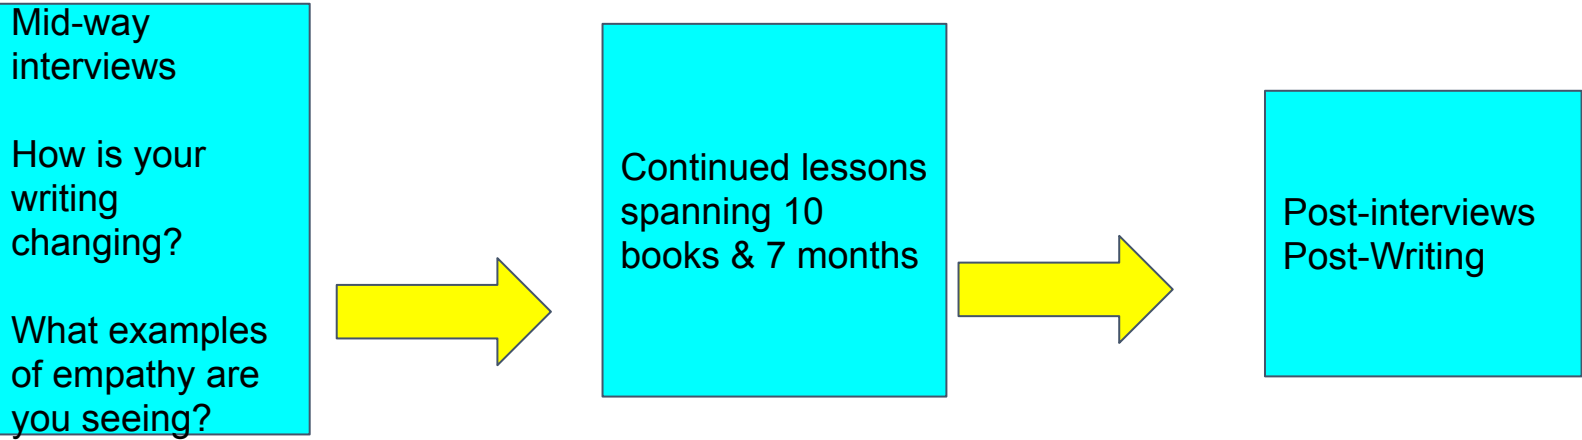 Mid-way
interviews
How is your
writing
changing?
What examples
of empathy are
you seeing?
Continued lessons
spanning 10
books & 7 months
Post-interviews
Post-Writing